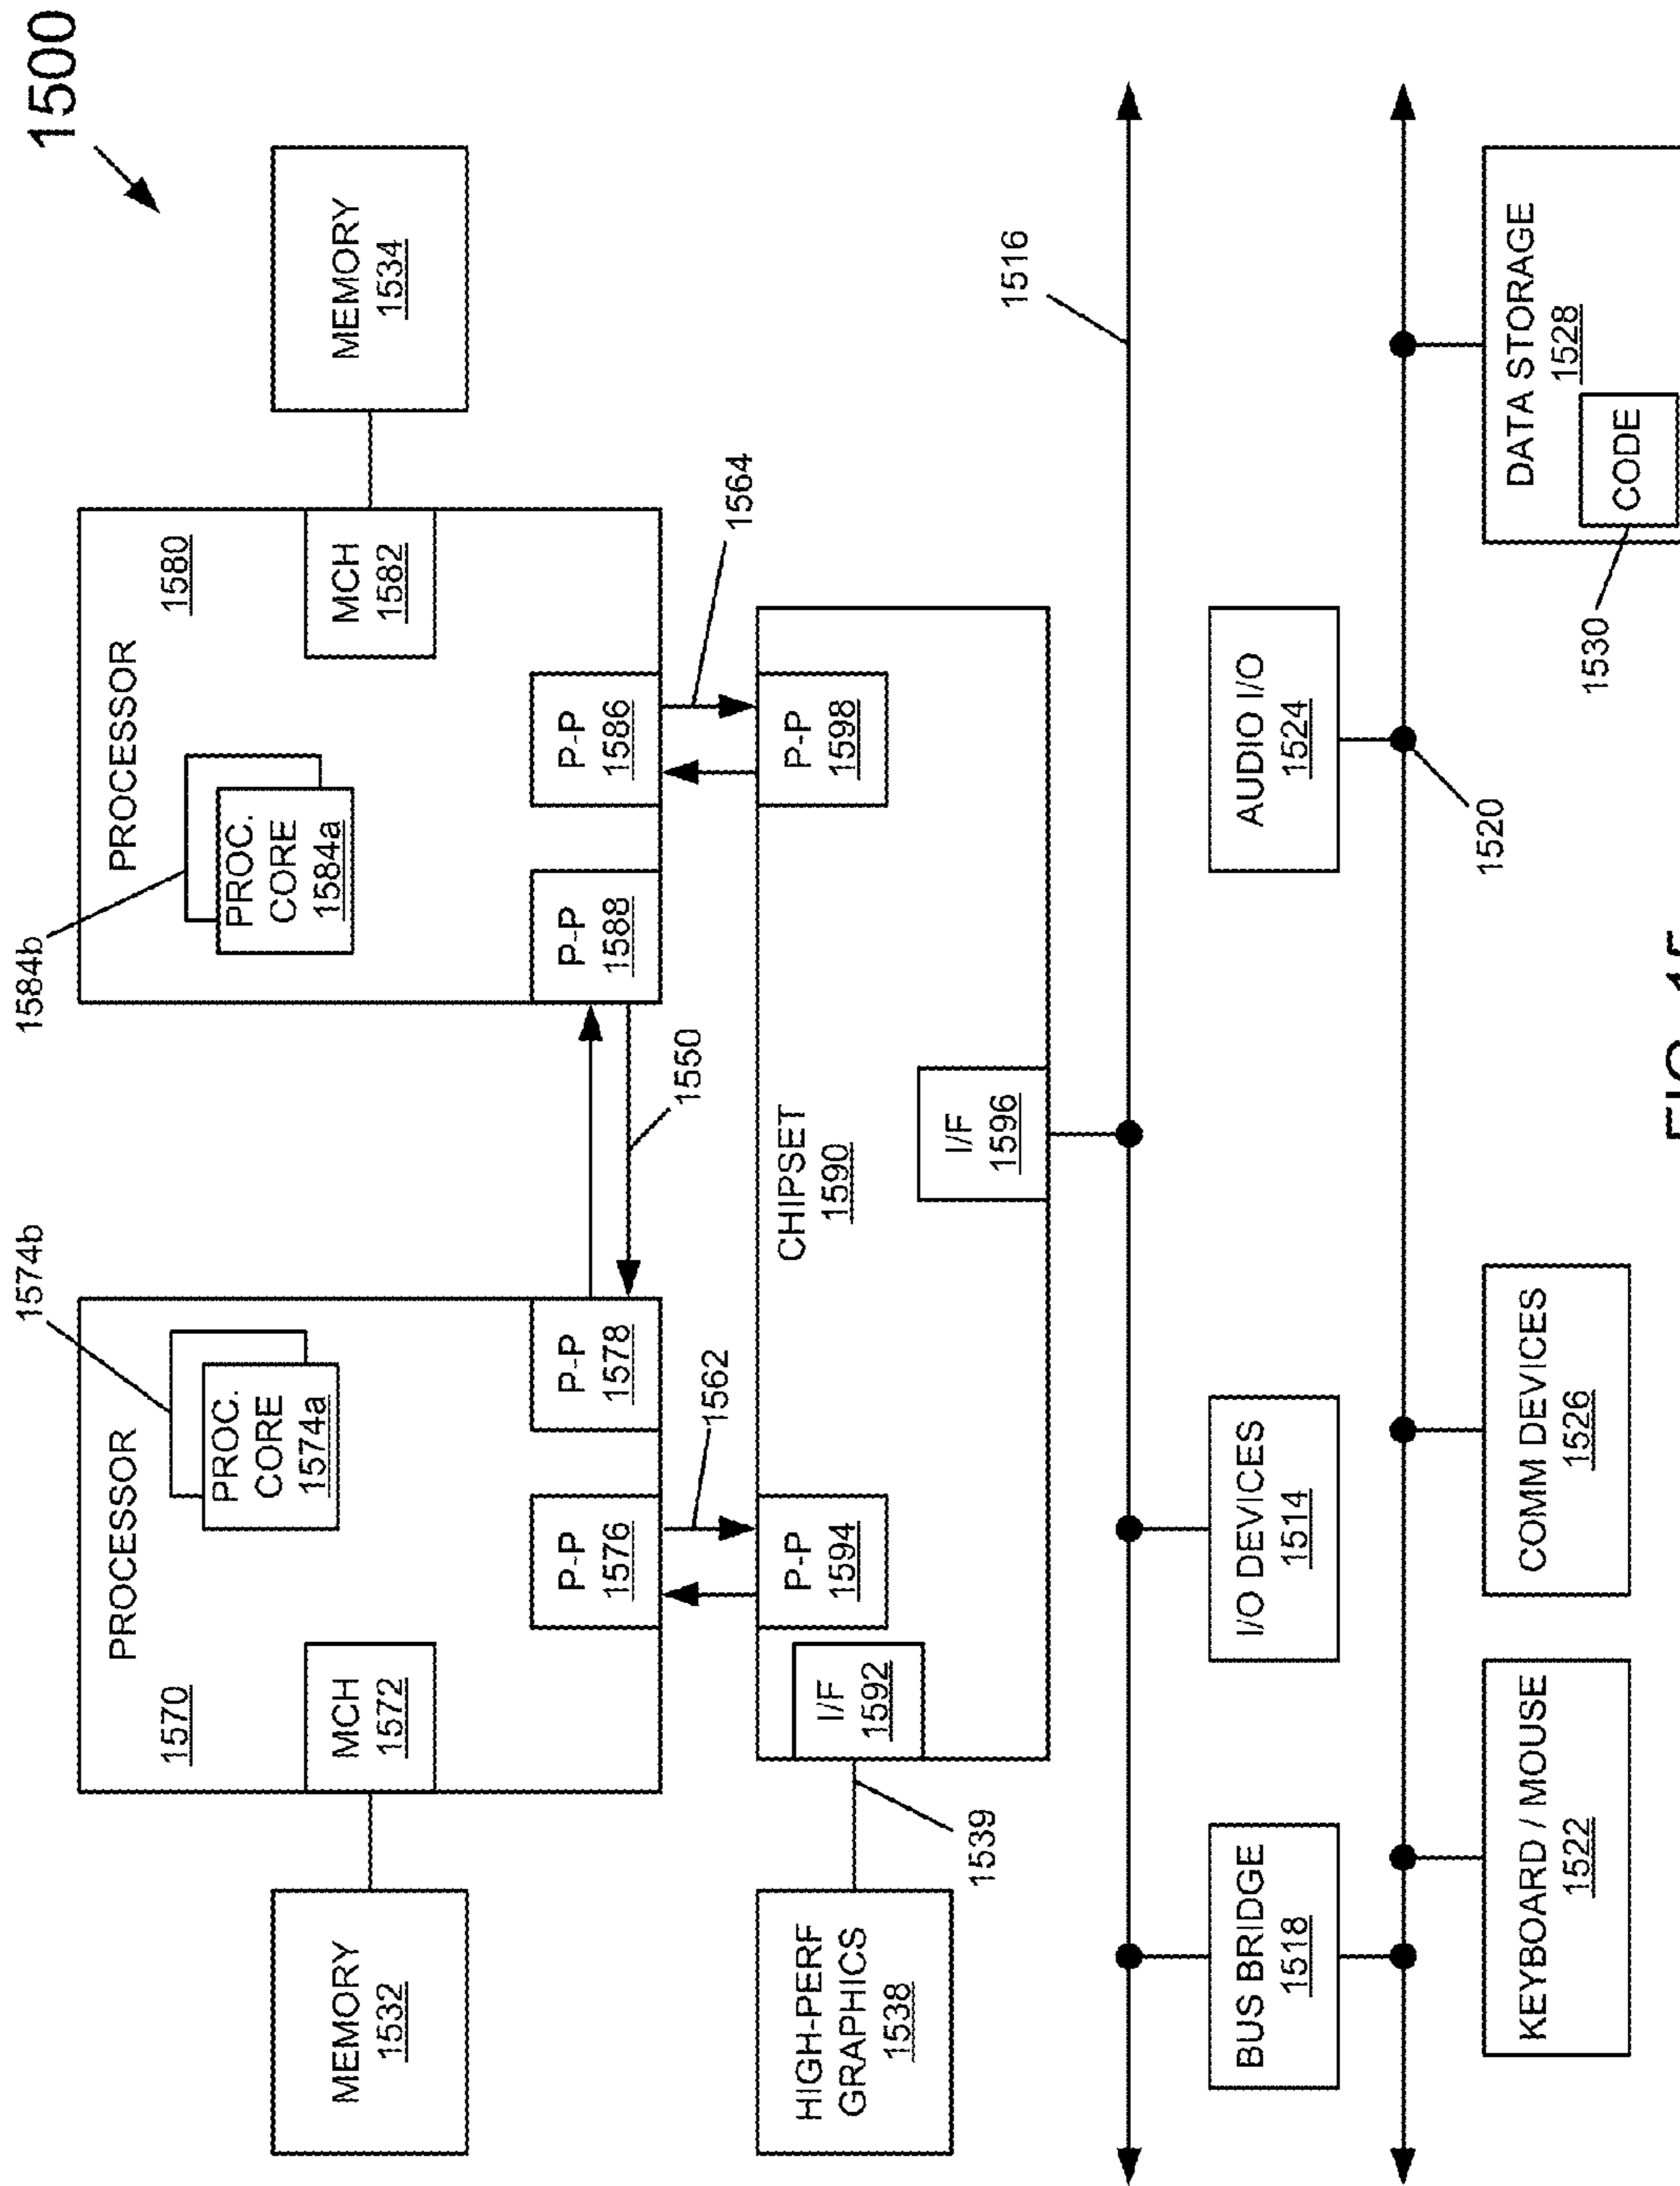 1500
1574b
1584b
PROCESSOR
1570
PROC.
CORE
1574a
MCH
1572
P-P
1576
P-P
1578
MEMORY
1532
PROCESSOR
1580
PROC.
CORE
1584a
MCH
1582
P-P
1588
P-P
1586
MEMORY
1534
1562
1550
1564
HIGH-PERF
GRAPHICS
1538
1539
I/F
1592
P-P
1594
CHIPSET
1590
P-P
1598
I/F
1596
1516
BUS BRIDGE
1518
I/O DEVICES
1514
AUDIO I/O
1524
1520
KEYBOARD / MOUSE
1522
COMM DEVICES
1526
DATA STORAGE
1528
CODE
1530